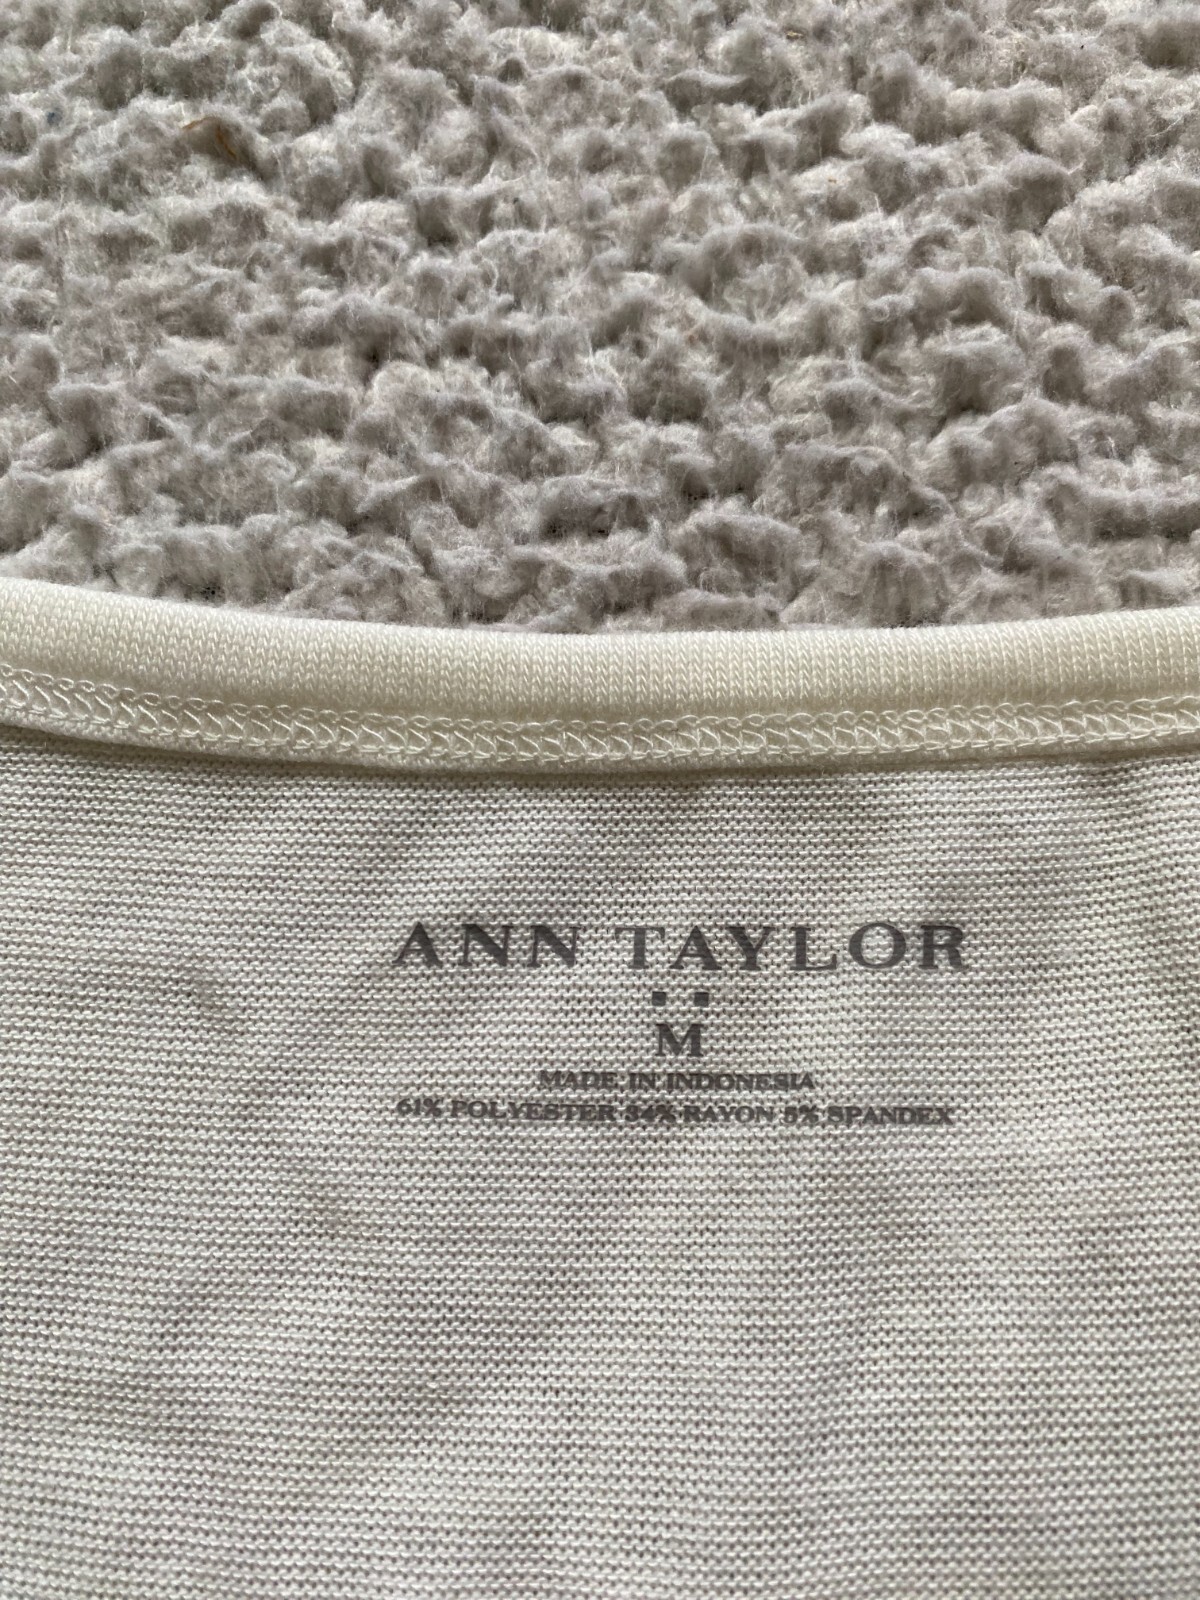 ANN TAYLOR
M
MADE IN INDONESIA
61% POLYESTER 34% RAYON 5% SPANDEX